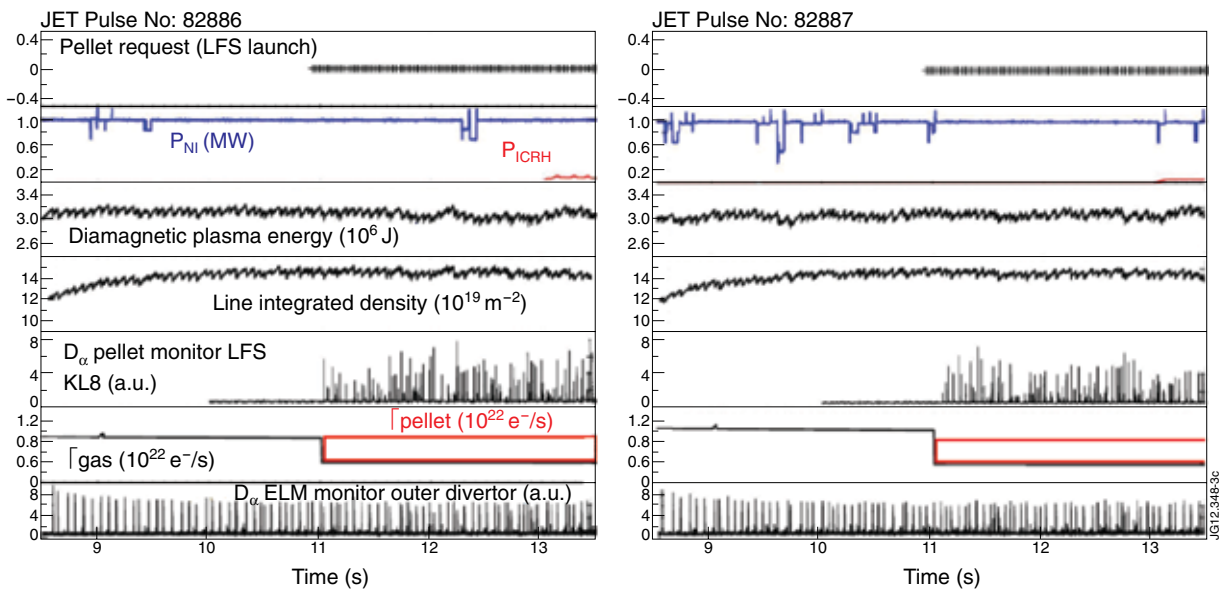 JET Pulse No: 82886
Pellet request (LFS launch)
0.4
0
−0.4
P_NI (MW)
P_ICRH
1.0
0.6
0.2
3.4
3.0
2.6
Diamagnetic plasma energy (10^6 J)
14
12
10
Line integrated density (10^19 m^−2)
D_α pellet monitor LFS
KL8 (a.u.)
8
4
0
Γpellet (10^22 e^−/s)
Γgas (10^22 e^−/s)
1.2
0.8
0.6
0
D_α ELM monitor outer divertor (a.u.)
8
4
0
9 10 11 12 13
Time (s)
JET Pulse No: 82887
0.4
0
−0.4
1.0
0.6
0.2
3.4
3.0
2.6
14
12
10
8
4
0
1.2
0.8
0.6
0
8
4
0
9 10 11 12 13
Time (s)
JG12.348-3c